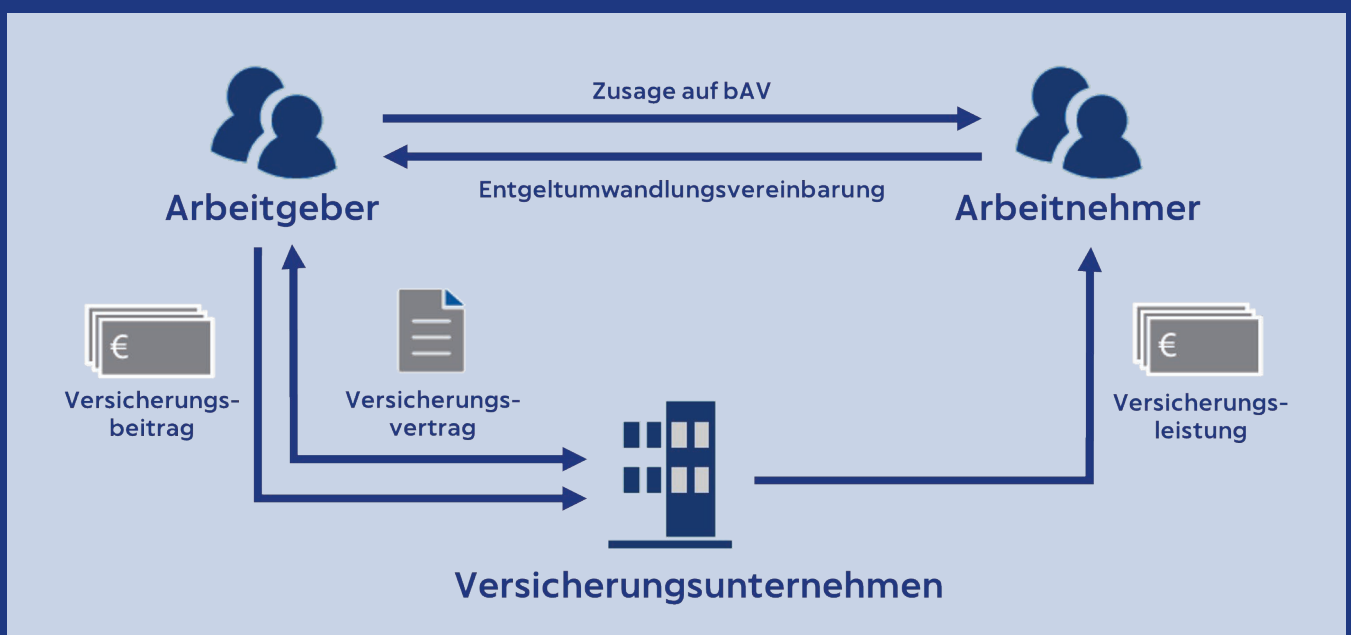 Zusage auf bAV
Entgeltumwandlungsvereinbarung
Arbeitgeber
Arbeitnehmer
€
Versicherungs-
beitrag
Versicherungs-
vertrag
€
Versicherungs-
leistung
Versicherungsunternehmen